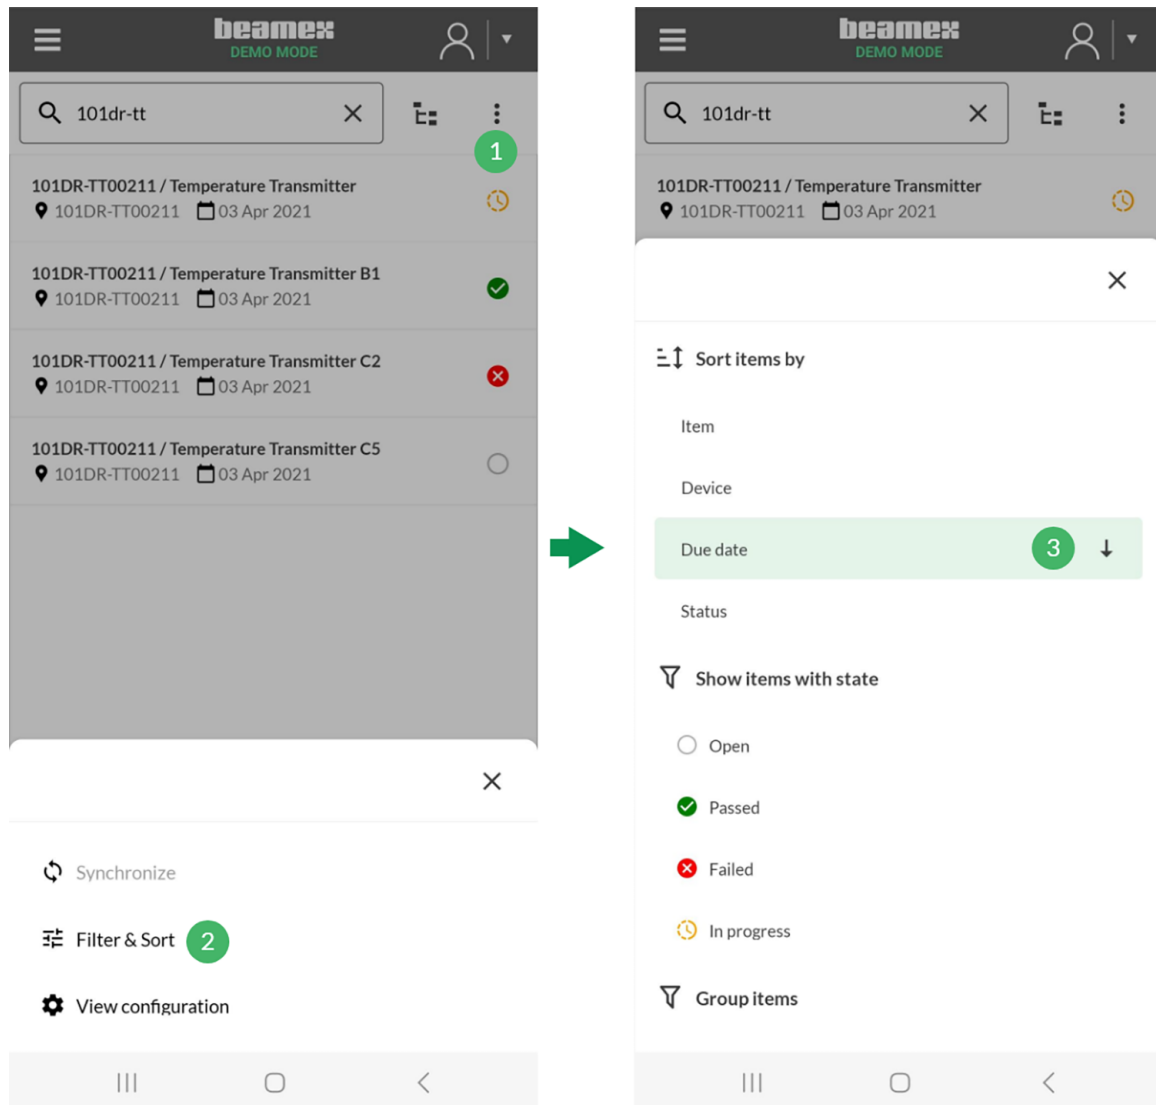 beamex
DEMO MODE
101dr-tt
1
101DR-TT00211 / Temperature Transmitter
101DR-TT00211 03 Apr 2021
101DR-TT00211 / Temperature Transmitter B1
101DR-TT00211 03 Apr 2021
101DR-TT00211 / Temperature Transmitter C2
101DR-TT00211 03 Apr 2021
101DR-TT00211 / Temperature Transmitter C5
101DR-TT00211 03 Apr 2021
Synchronize
Filter & Sort 2
View configuration
beamex
DEMO MODE
101dr-tt
101DR-TT00211 / Temperature Transmitter
101DR-TT00211 03 Apr 2021
Sort items by
Item
Device
Due date 3
Status
Show items with state
Open
Passed
Failed
In progress
Group items